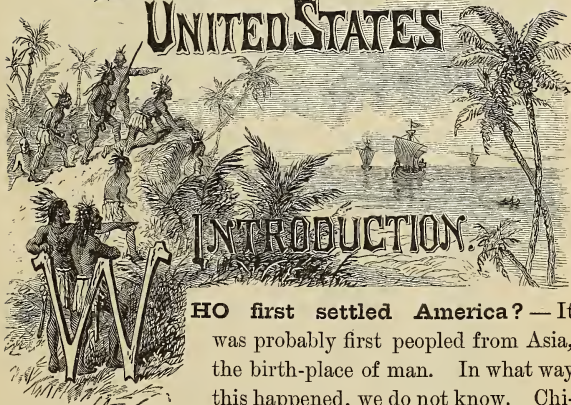 UNITED STATES
INTRODUCTION.
WHO first settled America? — It
was probably first peopled from Asia,
the birth-place of man. In what way
this happened, we do not know. Chi-